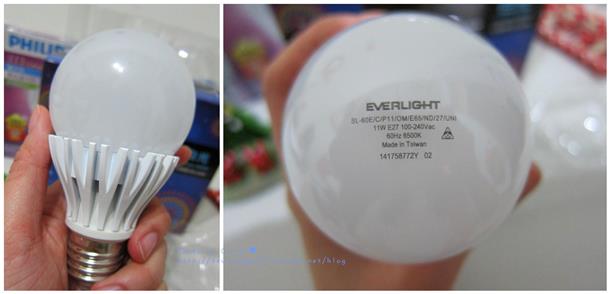 PHILIPS
EVERLIGHT
SL-60E/C/P11/OM/E65/ND/27/UNI
11W E27 100-240Vac
60Hz 6500K
Made in Taiwan
141758772Y 02